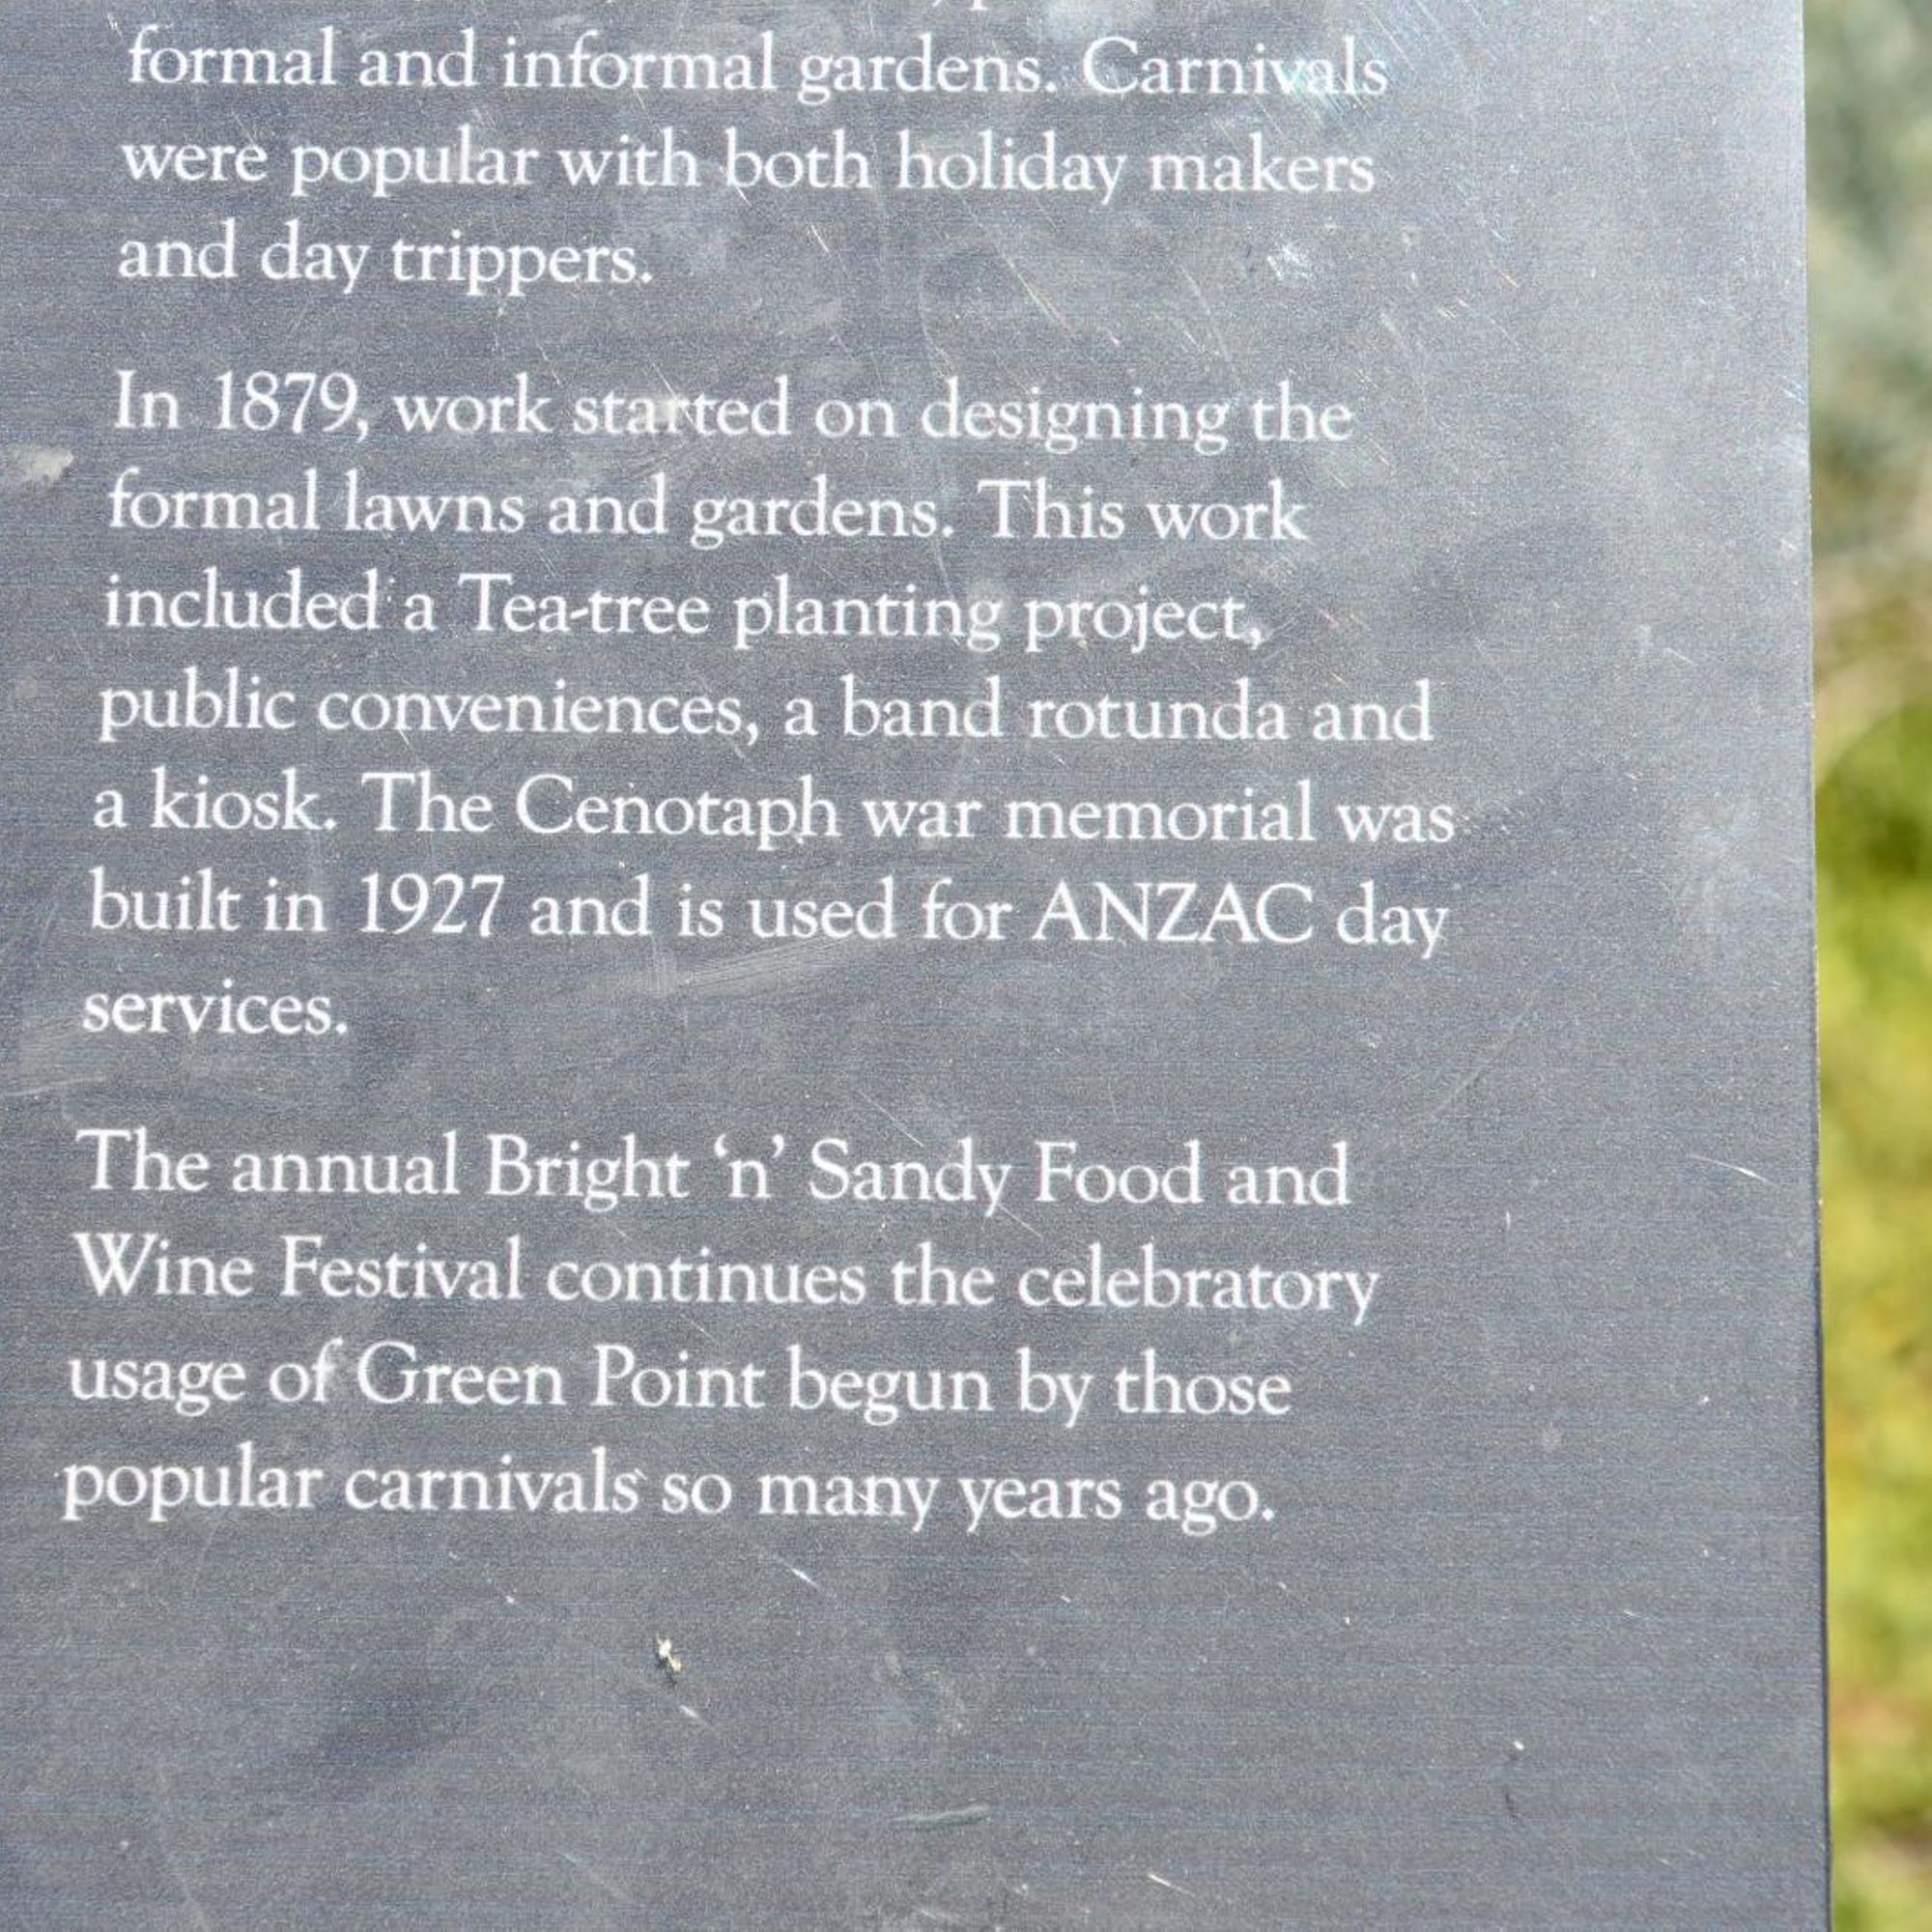 formal and informal gardens. Carnivals
were popular with both holiday makers
and day trippers.
In 1879, work started on designing the
formal lawns and gardens. This work
included a Tea-tree planting project,
public conveniences, a band rotunda and
a kiosk. The Cenotaph war memorial was
built in 1927 and is used for ANZAC day
services.
The annual Bright ‘n’ Sandy Food and
Wine Festival continues the celebratory
usage of Green Point begun by those
popular carnivals so many years ago.